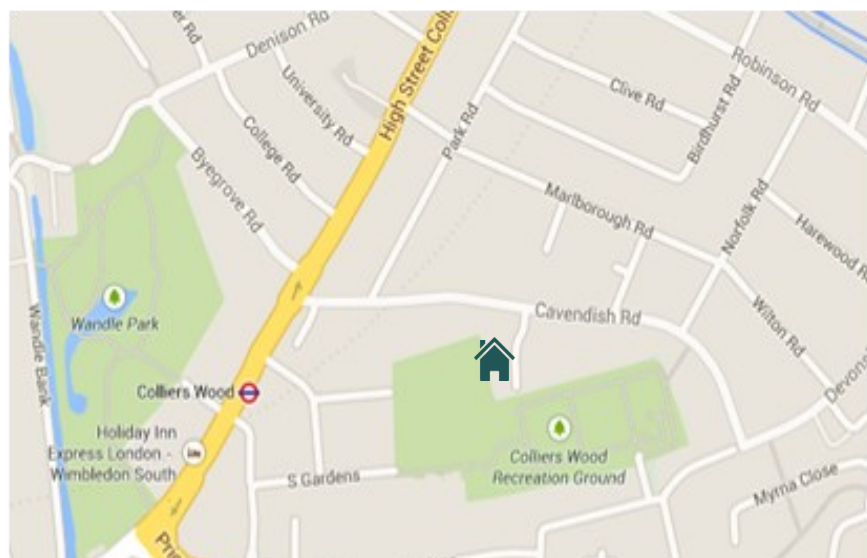 Denison Rd
University Rd
College Rd
Byegrove Rd
High Street
Park Rd
Clive Rd
Robinson Rd
Birdhurst Rd
Marlborough Rd
Norfolk Rd
Harewood
Wilton Rd
Cavendish Rd
Wandle Park
Wandle Bank
Colliers Wood
Holiday Inn
Express London -
Wimbledon South
S Gardens
Colliers Wood
Recreation Ground
Myrna Close